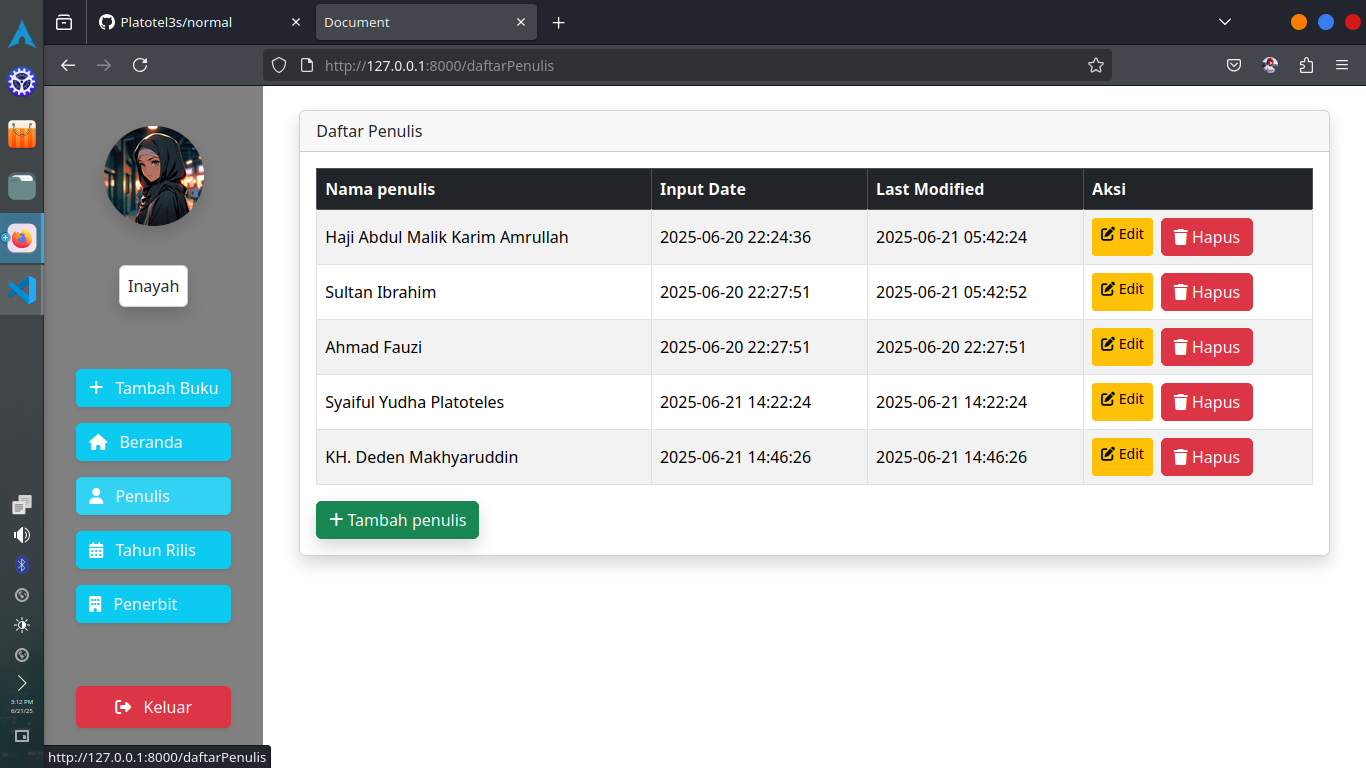 Platotel3s/normal
Document
http://127.0.0.1:8000/daftarPenulis
Inayah
Tambah Buku
Beranda
Penulis
Tahun Rilis
Penerbit
Keluar
Daftar Penulis
Nama penulis Input Date Last Modified Aksi
Haji Abdul Malik Karim Amrullah 2025-06-20 22:24:36 2025-06-21 05:42:24 Edit Hapus
Sultan Ibrahim 2025-06-20 22:27:51 2025-06-21 05:42:52 Edit Hapus
Ahmad Fauzi 2025-06-20 22:27:51 2025-06-20 22:27:51 Edit Hapus
Syaiful Yudha Platoteles 2025-06-21 14:22:24 2025-06-21 14:22:24 Edit Hapus
KH. Deden Makhyaruddin 2025-06-21 14:46:26 2025-06-21 14:46:26 Edit Hapus
Tambah penulis
3:12 PM
6/21/25
http://127.0.0.1:8000/daftarPenulis